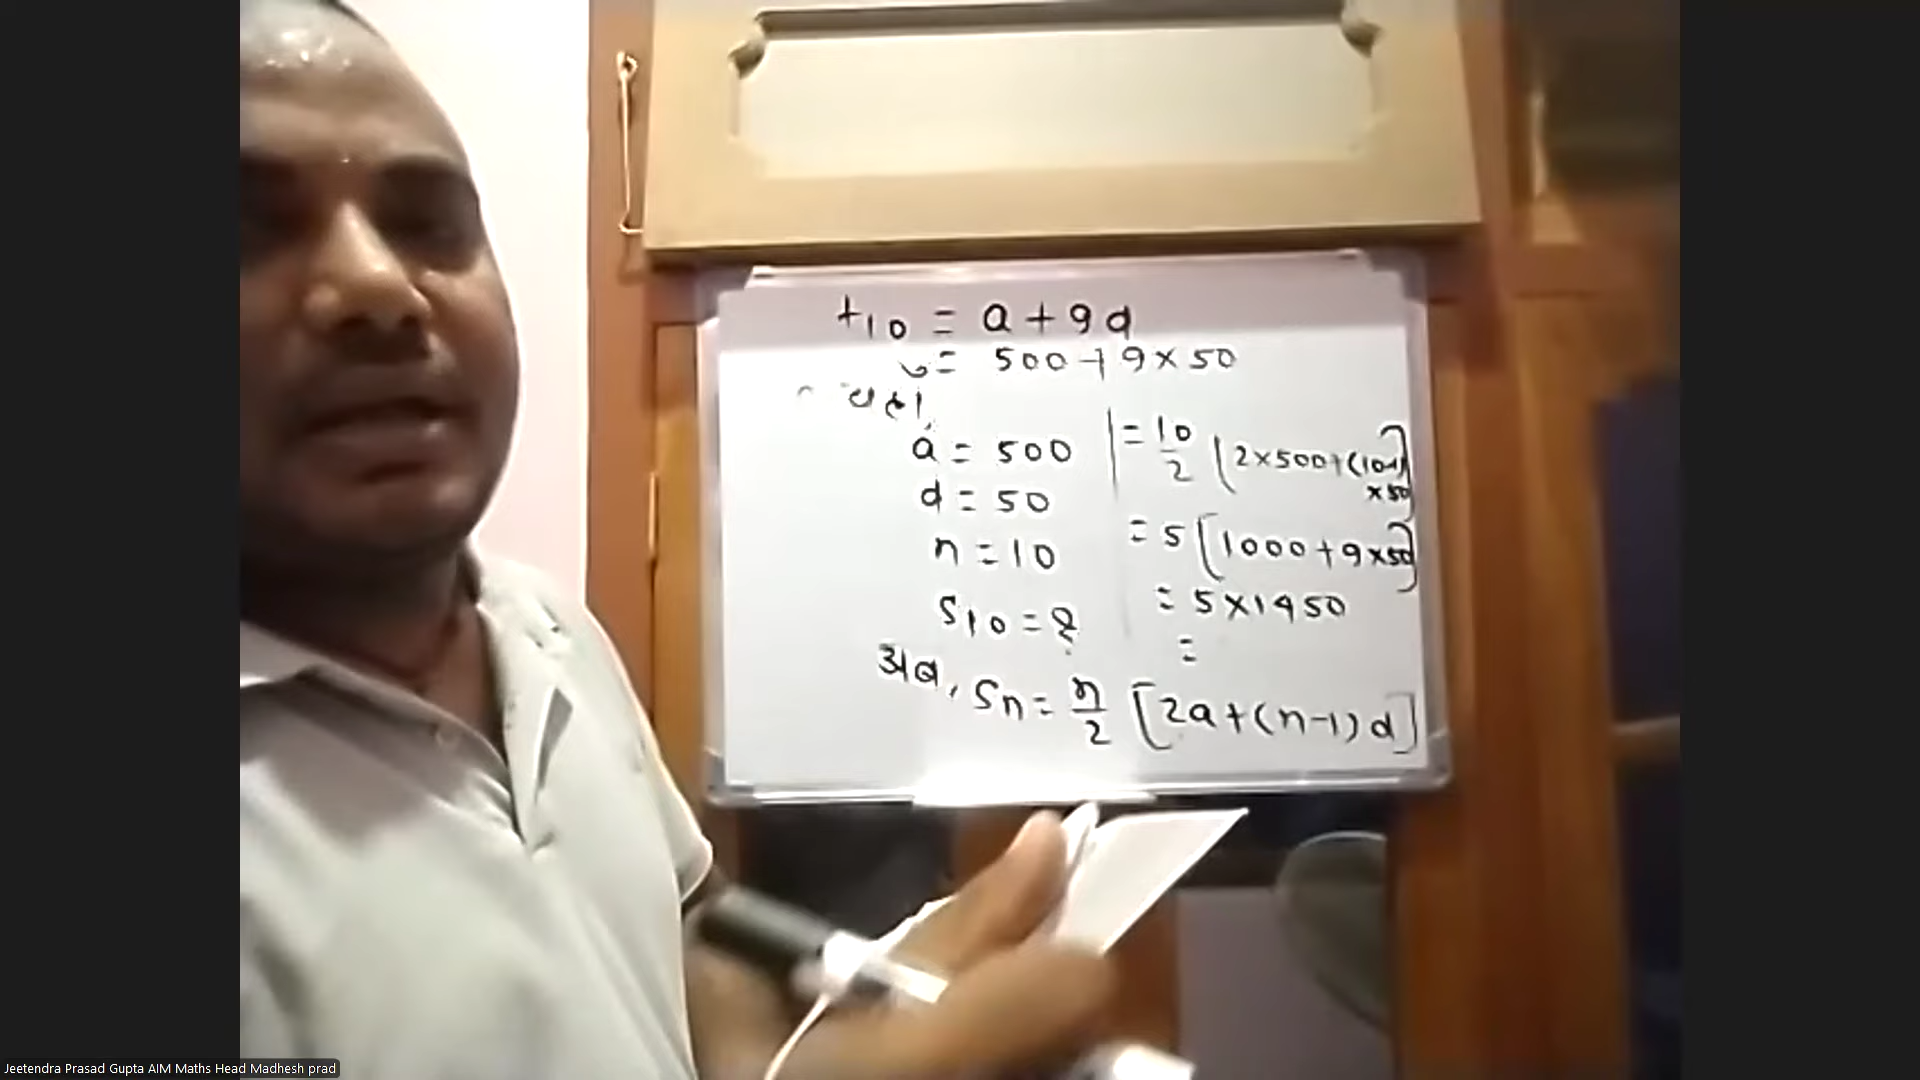 t10 = a + 9d
= 500 + 9 × 50
यहाँ,
a = 500
d = 50
n = 10
S10 = ?
अब, Sn = n/2 [2a + (n-1) d]
= 10/2 [2×500+(10-1)×50]
= 5 [1000 + 9×50]
= 5×1450
=
Jeetendra Prasad Gupta AIM Maths Head Madhesh prad